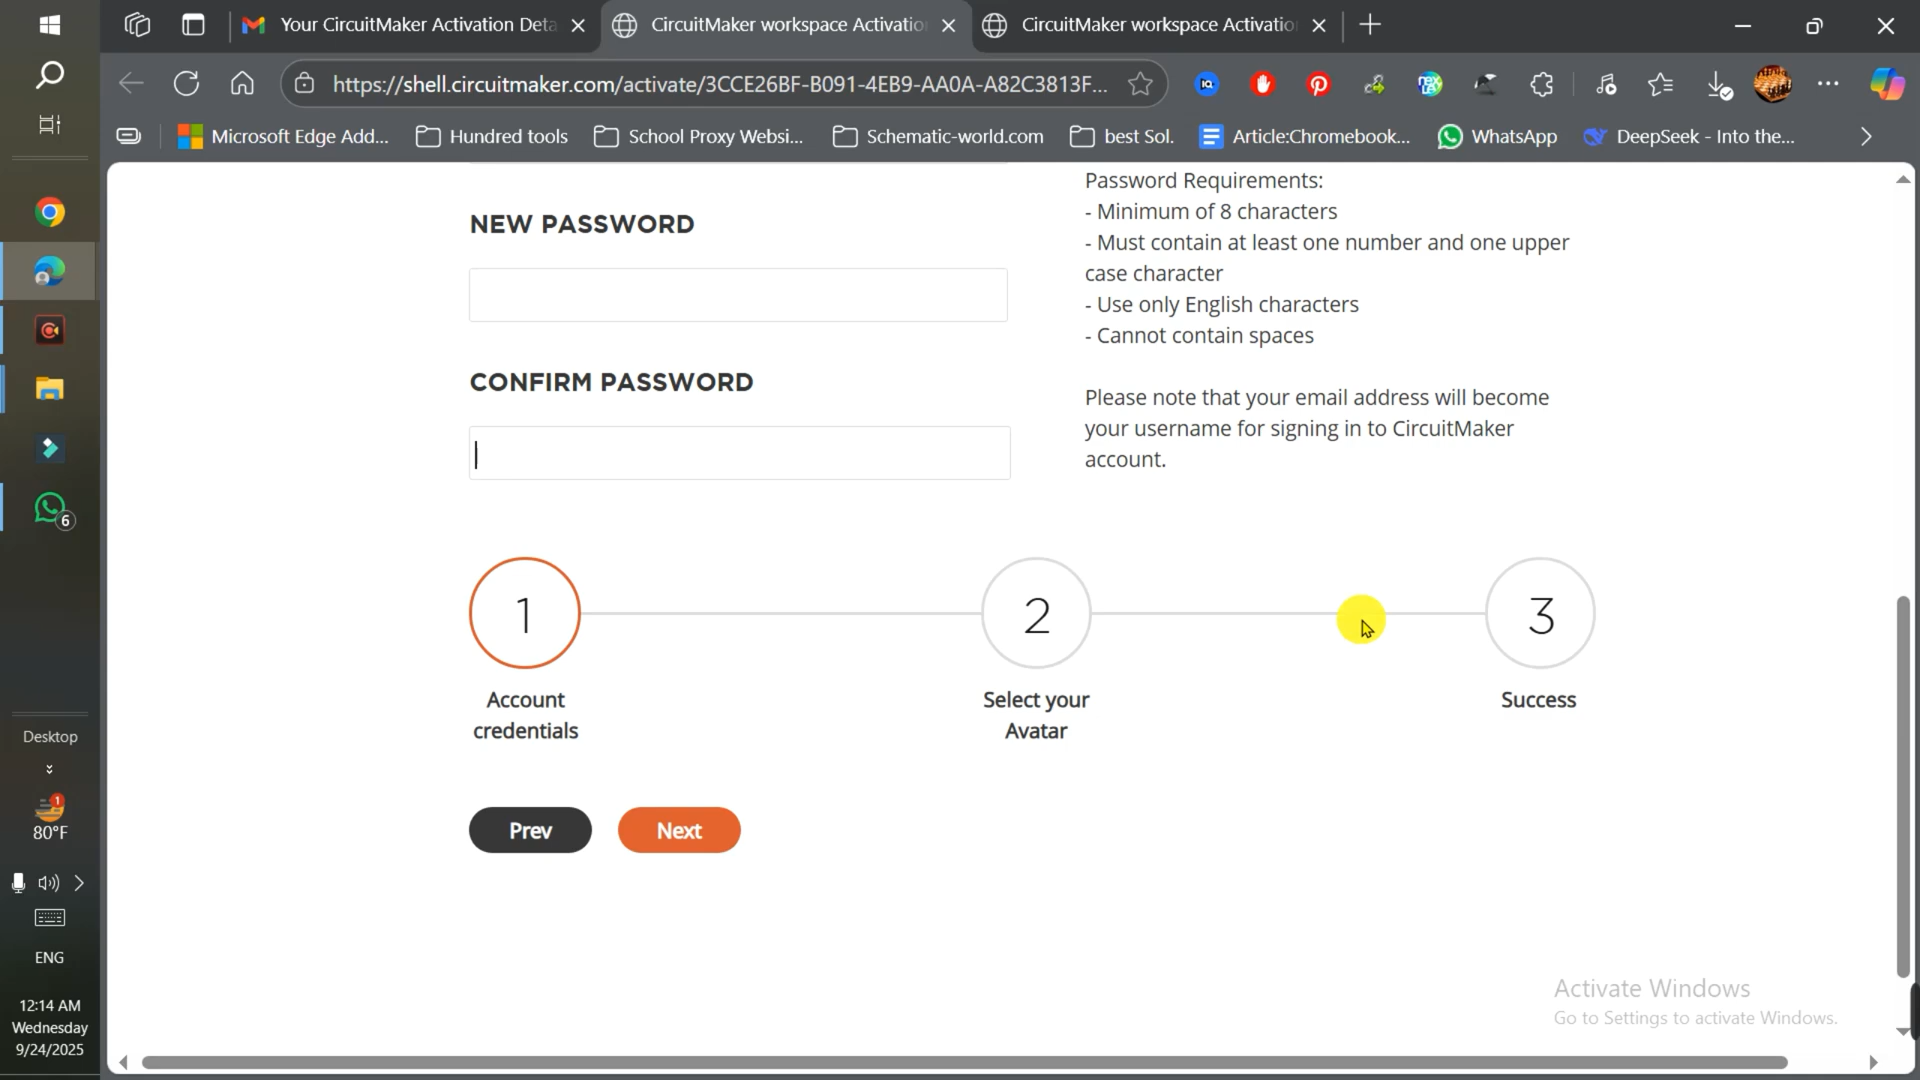 Your CircuitMaker Activation Deta
CircuitMaker workspace Activatio
CircuitMaker workspace Activatio
https://shell.circuitmaker.com/activate/3CCE26BF-B091-4EB9-AA0A-A82C3813F...
Microsoft Edge Add...
Hundred tools
School Proxy Websi...
Schematic-world.com
best Sol.
Article:Chromebook...
WhatsApp
DeepSeek - Into the...
NEW PASSWORD
CONFIRM PASSWORD
Password Requirements:
- Minimum of 8 characters
- Must contain at least one number and one upper
case character
- Use only English characters
- Cannot contain spaces
Please note that your email address will become
your username for signing in to CircuitMaker
account.
1
2
3
Account
credentials
Select your
Avatar
Success
Prev
Next
6
Desktop
1
80°F
ENG
12:14 AM
Wednesday
9/24/2025
Activate Windows
Go to Settings to activate Windows.